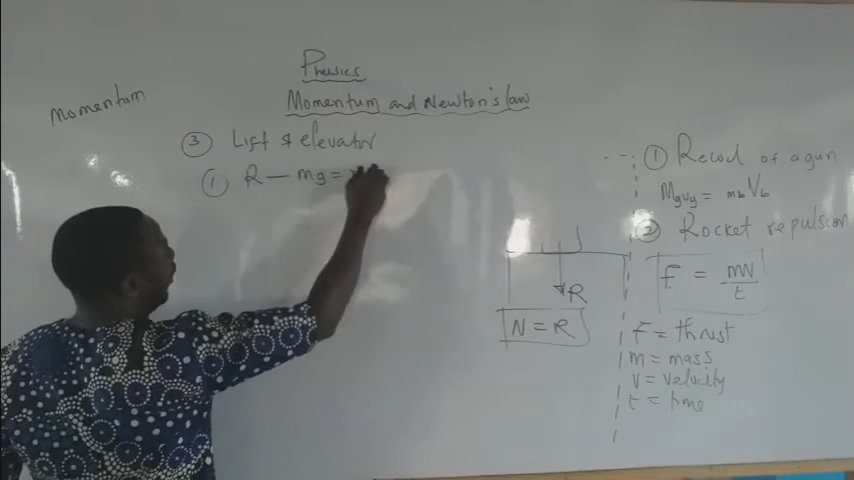 Physics
Momentum and Newton's law
Momentum
③ Lift & elevator
① R — mg =
R
N = R
① Recoil of a gun
Mgvg = mbVb
② Rocket repulsion
F = mv/t
F = thrust
m = mass
v = velocity
t = time